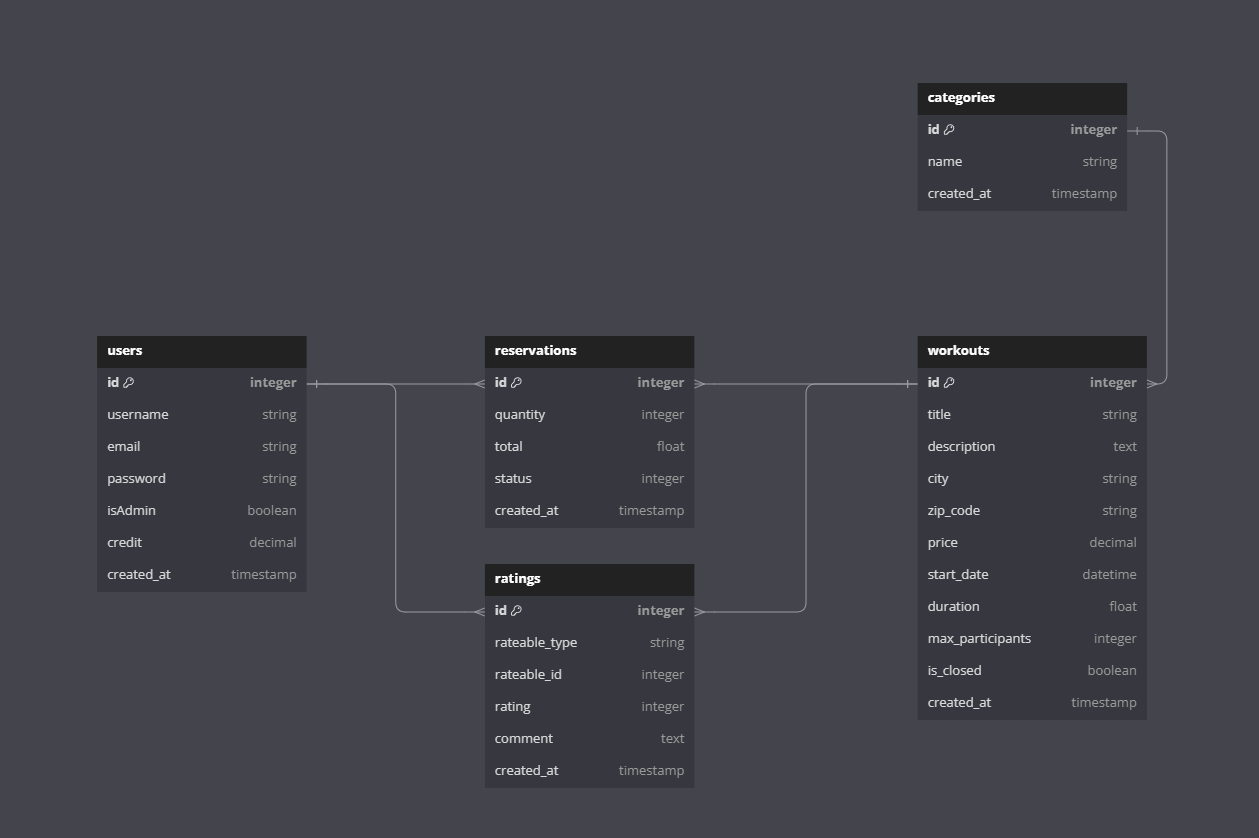 categories
id integer
name string
created_at timestamp
users
id integer
username string
email string
password string
isAdmin boolean
credit decimal
created_at timestamp
reservations
id integer
quantity integer
total float
status integer
created_at timestamp
ratings
id integer
rateable_type string
rateable_id integer
rating integer
comment text
created_at timestamp
workouts
id integer
title string
description text
city string
zip_code string
price decimal
start_date datetime
duration float
max_participants integer
is_closed boolean
created_at timestamp